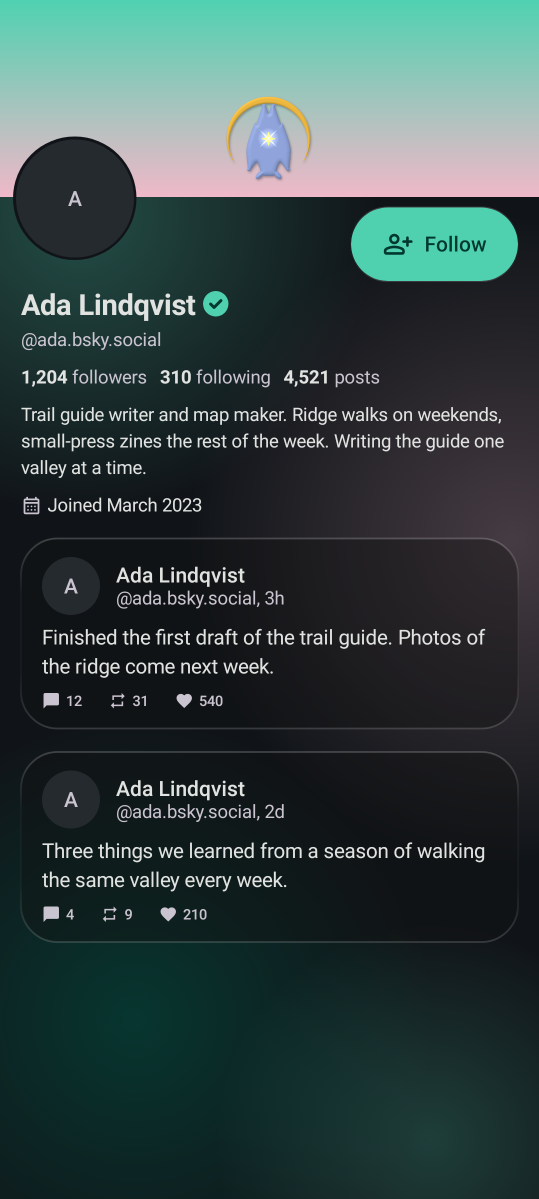 A
Follow
Ada Lindqvist
@ada.bsky.social
1,204 followers 310 following 4,521 posts
Trail guide writer and map maker. Ridge walks on weekends,
small-press zines the rest of the week. Writing the guide one
valley at a time.
Joined March 2023
A
Ada Lindqvist
@ada.bsky.social, 3h
Finished the first draft of the trail guide. Photos of
the ridge come next week.
12 31 540
A
Ada Lindqvist
@ada.bsky.social, 2d
Three things we learned from a season of walking
the same valley every week.
4 9 210